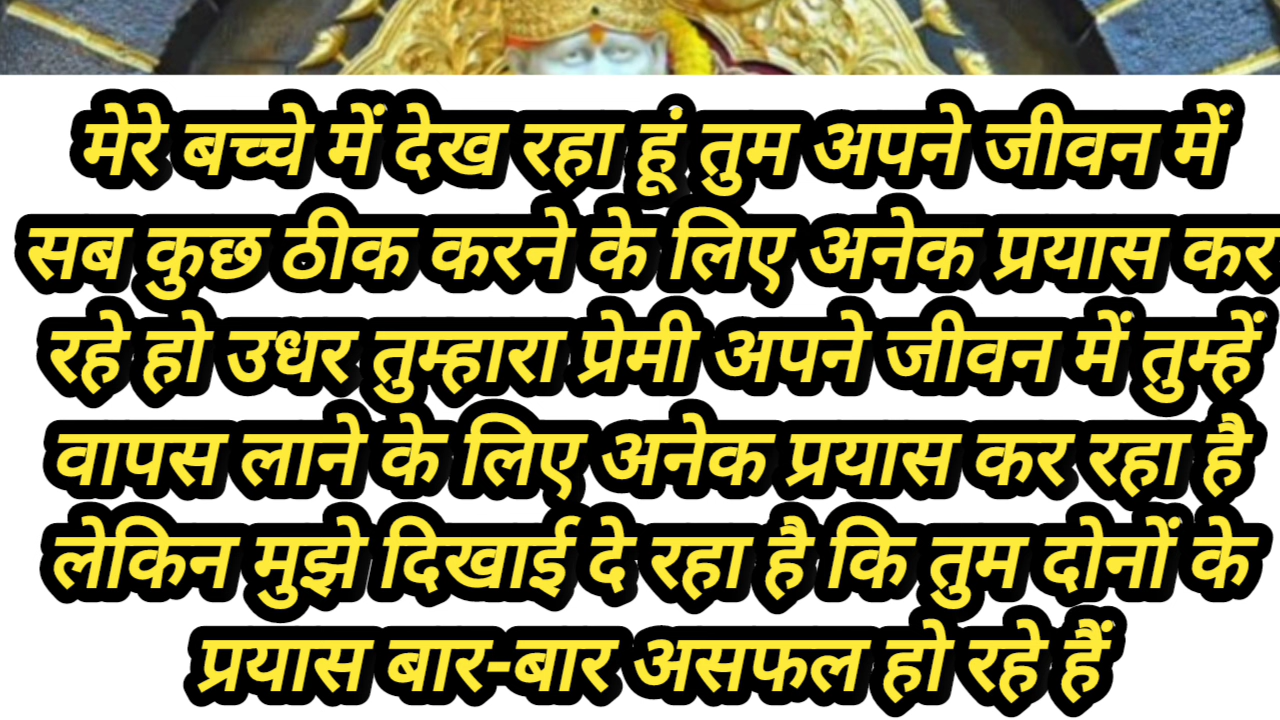 मेरे बच्चे में देख रहा हूं तुम अपने जीवन में
सब कुछ ठीक करने के लिए अनेक प्रयास कर
रहे हो उधर तुम्हारा प्रेमी अपने जीवन में तुम्हें
वापस लाने के लिए अनेक प्रयास कर रहा है
लेकिन मुझे दिखाई दे रहा है कि तुम दोनों के
प्रयास बार-बार असफल हो रहे हैं